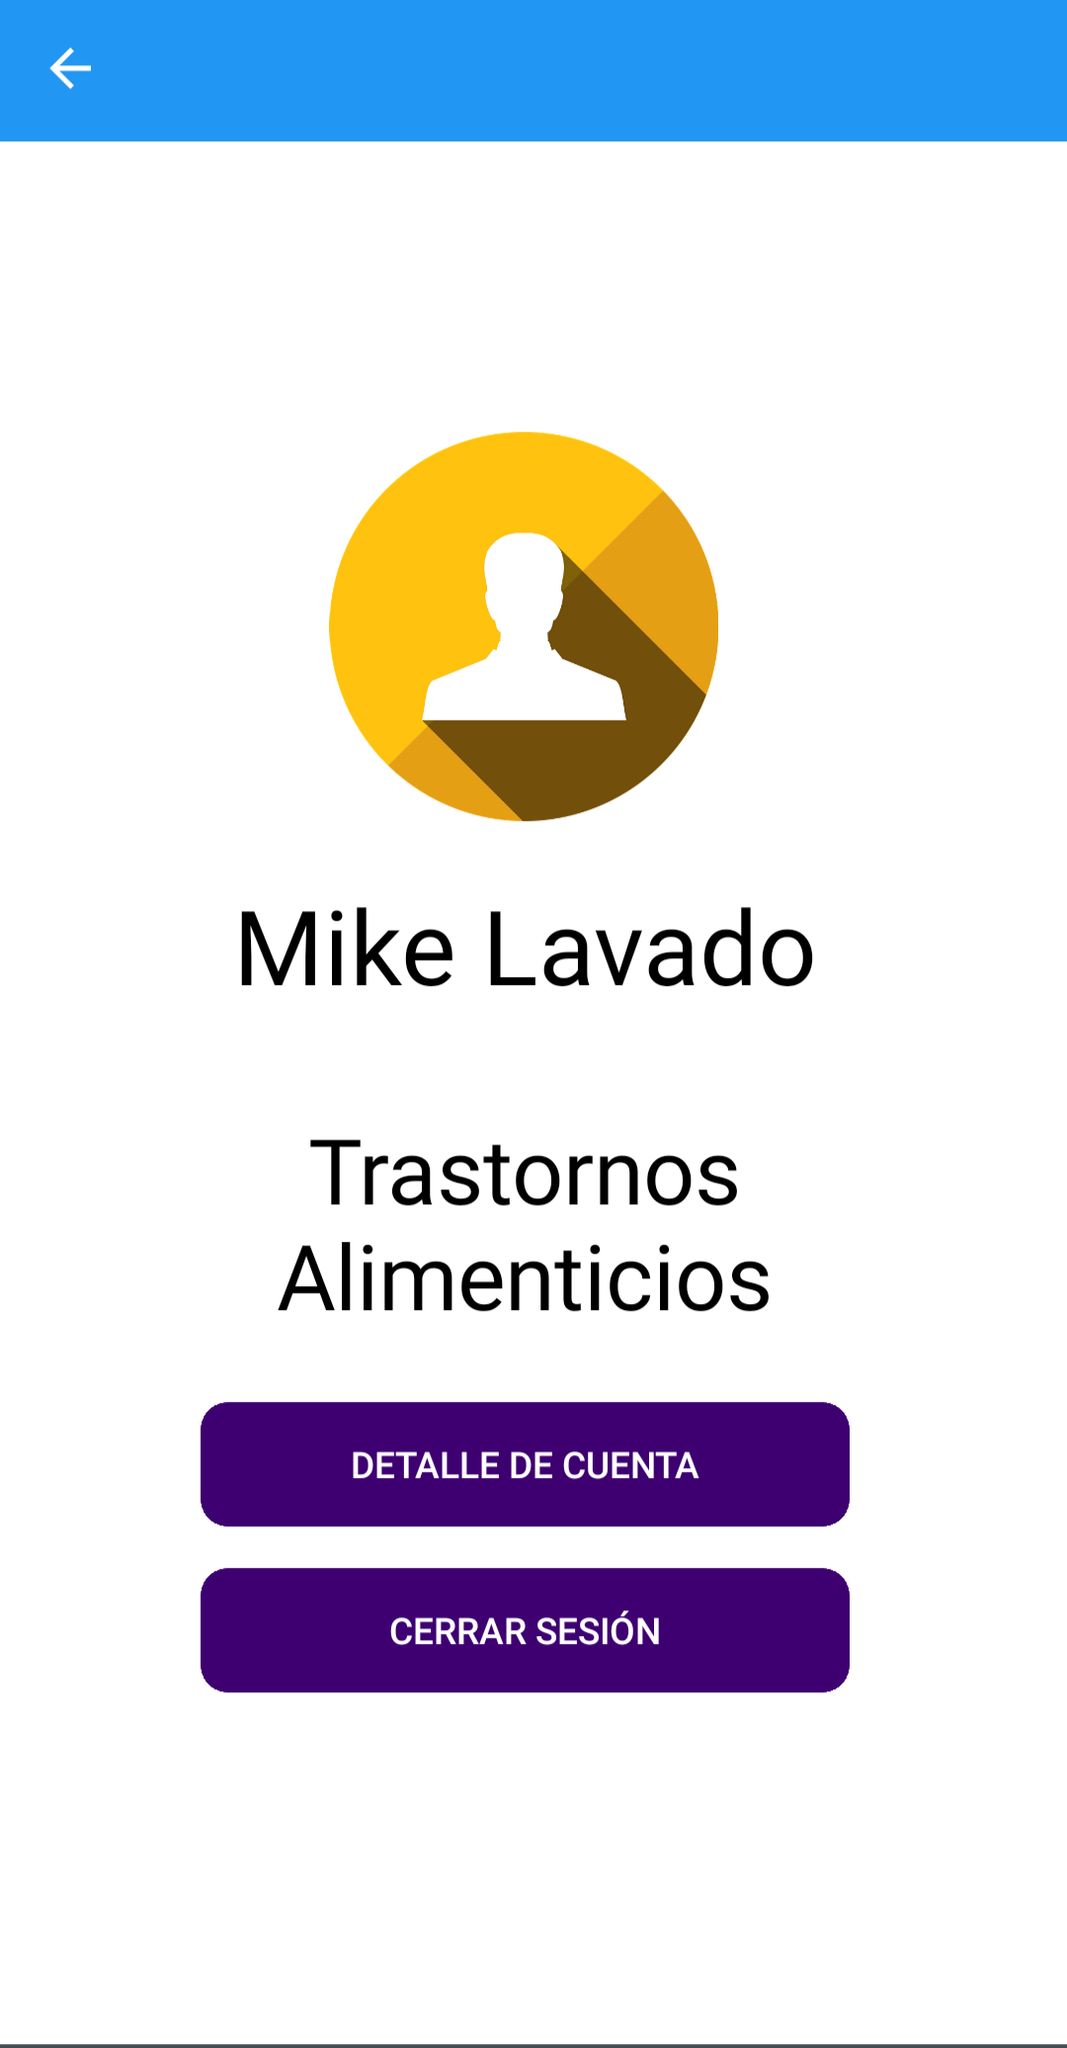 Mike Lavado
Trastornos
Alimenticios
DETALLE DE CUENTA
CERRAR SESIÓN